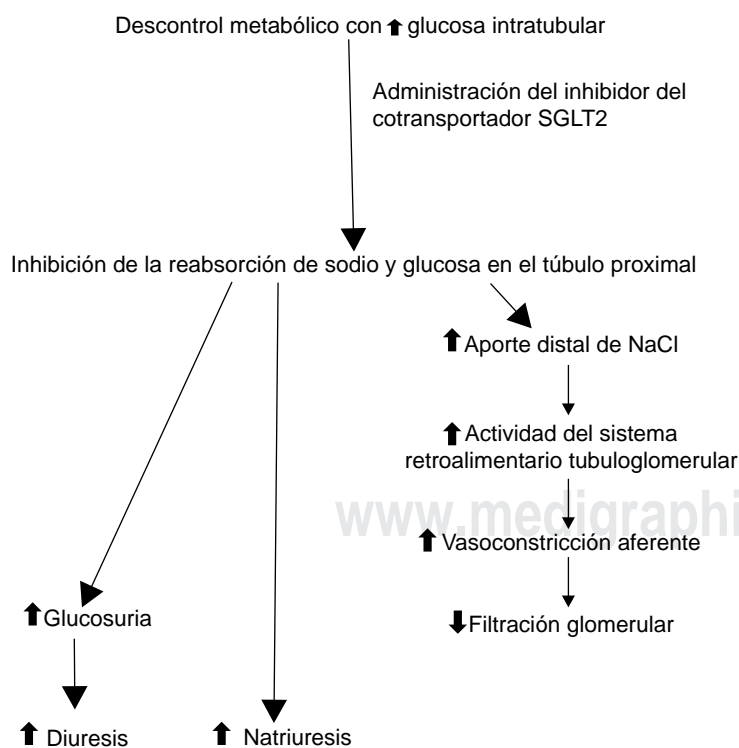 Descontrol metabólico con ⬆ glucosa intratubular
Administración del inhibidor del
cotransportador SGLT2
Inhibición de la reabsorción de sodio y glucosa en el túbulo proximal
⬆ Aporte distal de NaCl
⬆ Actividad del sistema
retroalimentario tubuloglomerular
www.medigraphi
⬆ Vasoconstricción aferente
⬇ Filtración glomerular
⬆ Glucosuria
⬆ Diuresis
⬆ Natriuresis